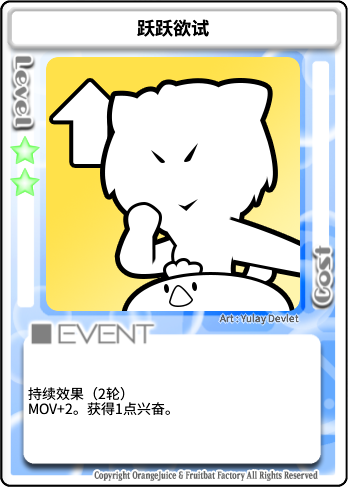 跃跃欲试
Level
Cost
Art : Yulay Devlet
EVENT
持续效果（2轮）
MOV+2。获得1点兴奋。
Copyright OrangeJuice & Fruitbat Factory All Rights Reserved